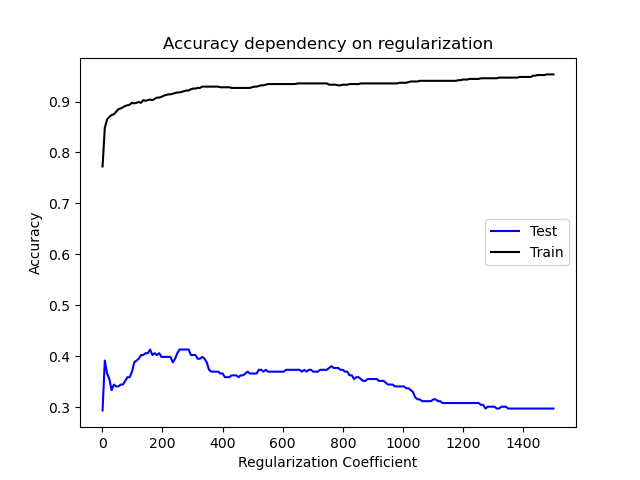 Accuracy dependency on regularization
Accuracy
0.9
0.8
0.7
0.6
0.5
0.4
0.3
Test
Train
0 200 400 600 800 1000 1200 1400
Regularization Coefficient